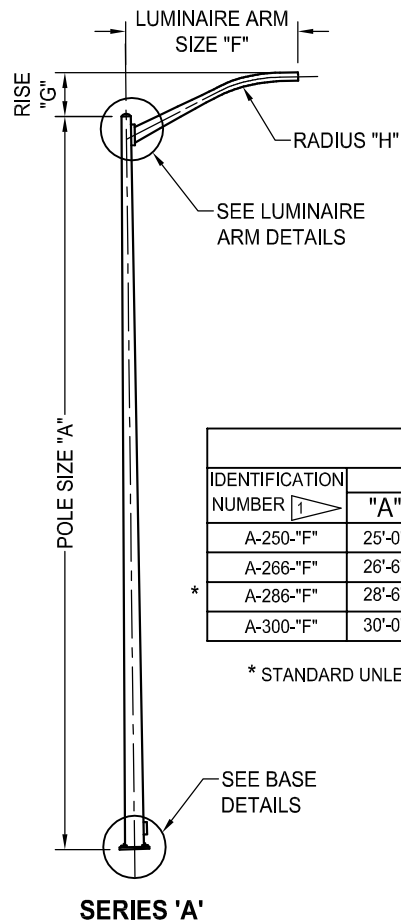 LUMINAIRE ARM
SIZE "F"
RISE
"G"
RADIUS "H"
SEE LUMINAIRE
ARM DETAILS
POLE SIZE "A"
IDENTIFICATION
NUMBER 1 "A"
A-250-"F" 25'-0
A-266-"F" 26'-6
* A-286-"F" 28'-6
A-300-"F" 30'-0
* STANDARD UNLE
SEE BASE
DETAILS
SERIES 'A'